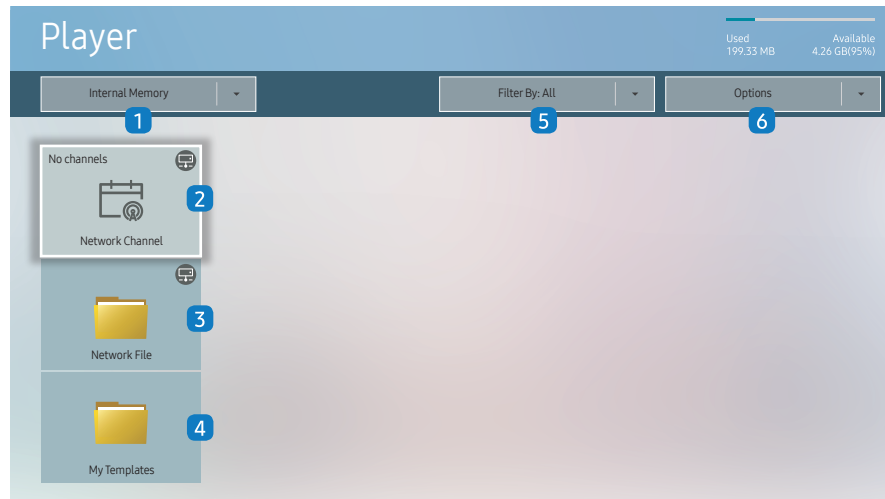 Player
Used Available
199.33 MB 4.26 GB(95%)
Internal Memory Filter By: All Options
1 5 6
No channels
2
Network Channel
3
Network File
4
My Templates